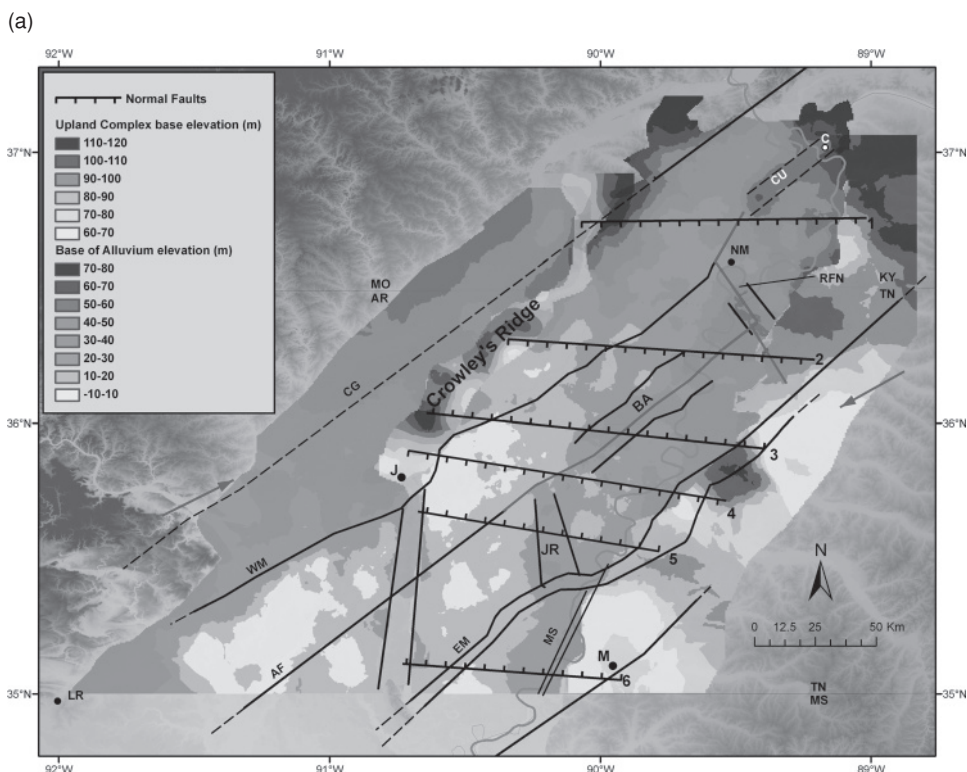 (a)
92°W 91°W 90°W 89°W
Normal Faults
Upland Complex base elevation (m)
110-120
100-110
90-100
80-90
70-80
60-70
Base of Alluvium elevation (m)
70-80
60-70
50-60
40-50
30-40
20-30
10-20
-10-10
37°N
37°N
C
CU
1
NM
RFN
MO
AR
KY
TN
Crowley's Ridge
2
CG
BA
36°N
36°N
3
J
4
WM
JR
5
N
0 12.5 25 50 Km
EM
MS
M
AF
6
35°N
35°N
LR
TN
MS
92°W 91°W 90°W 89°W